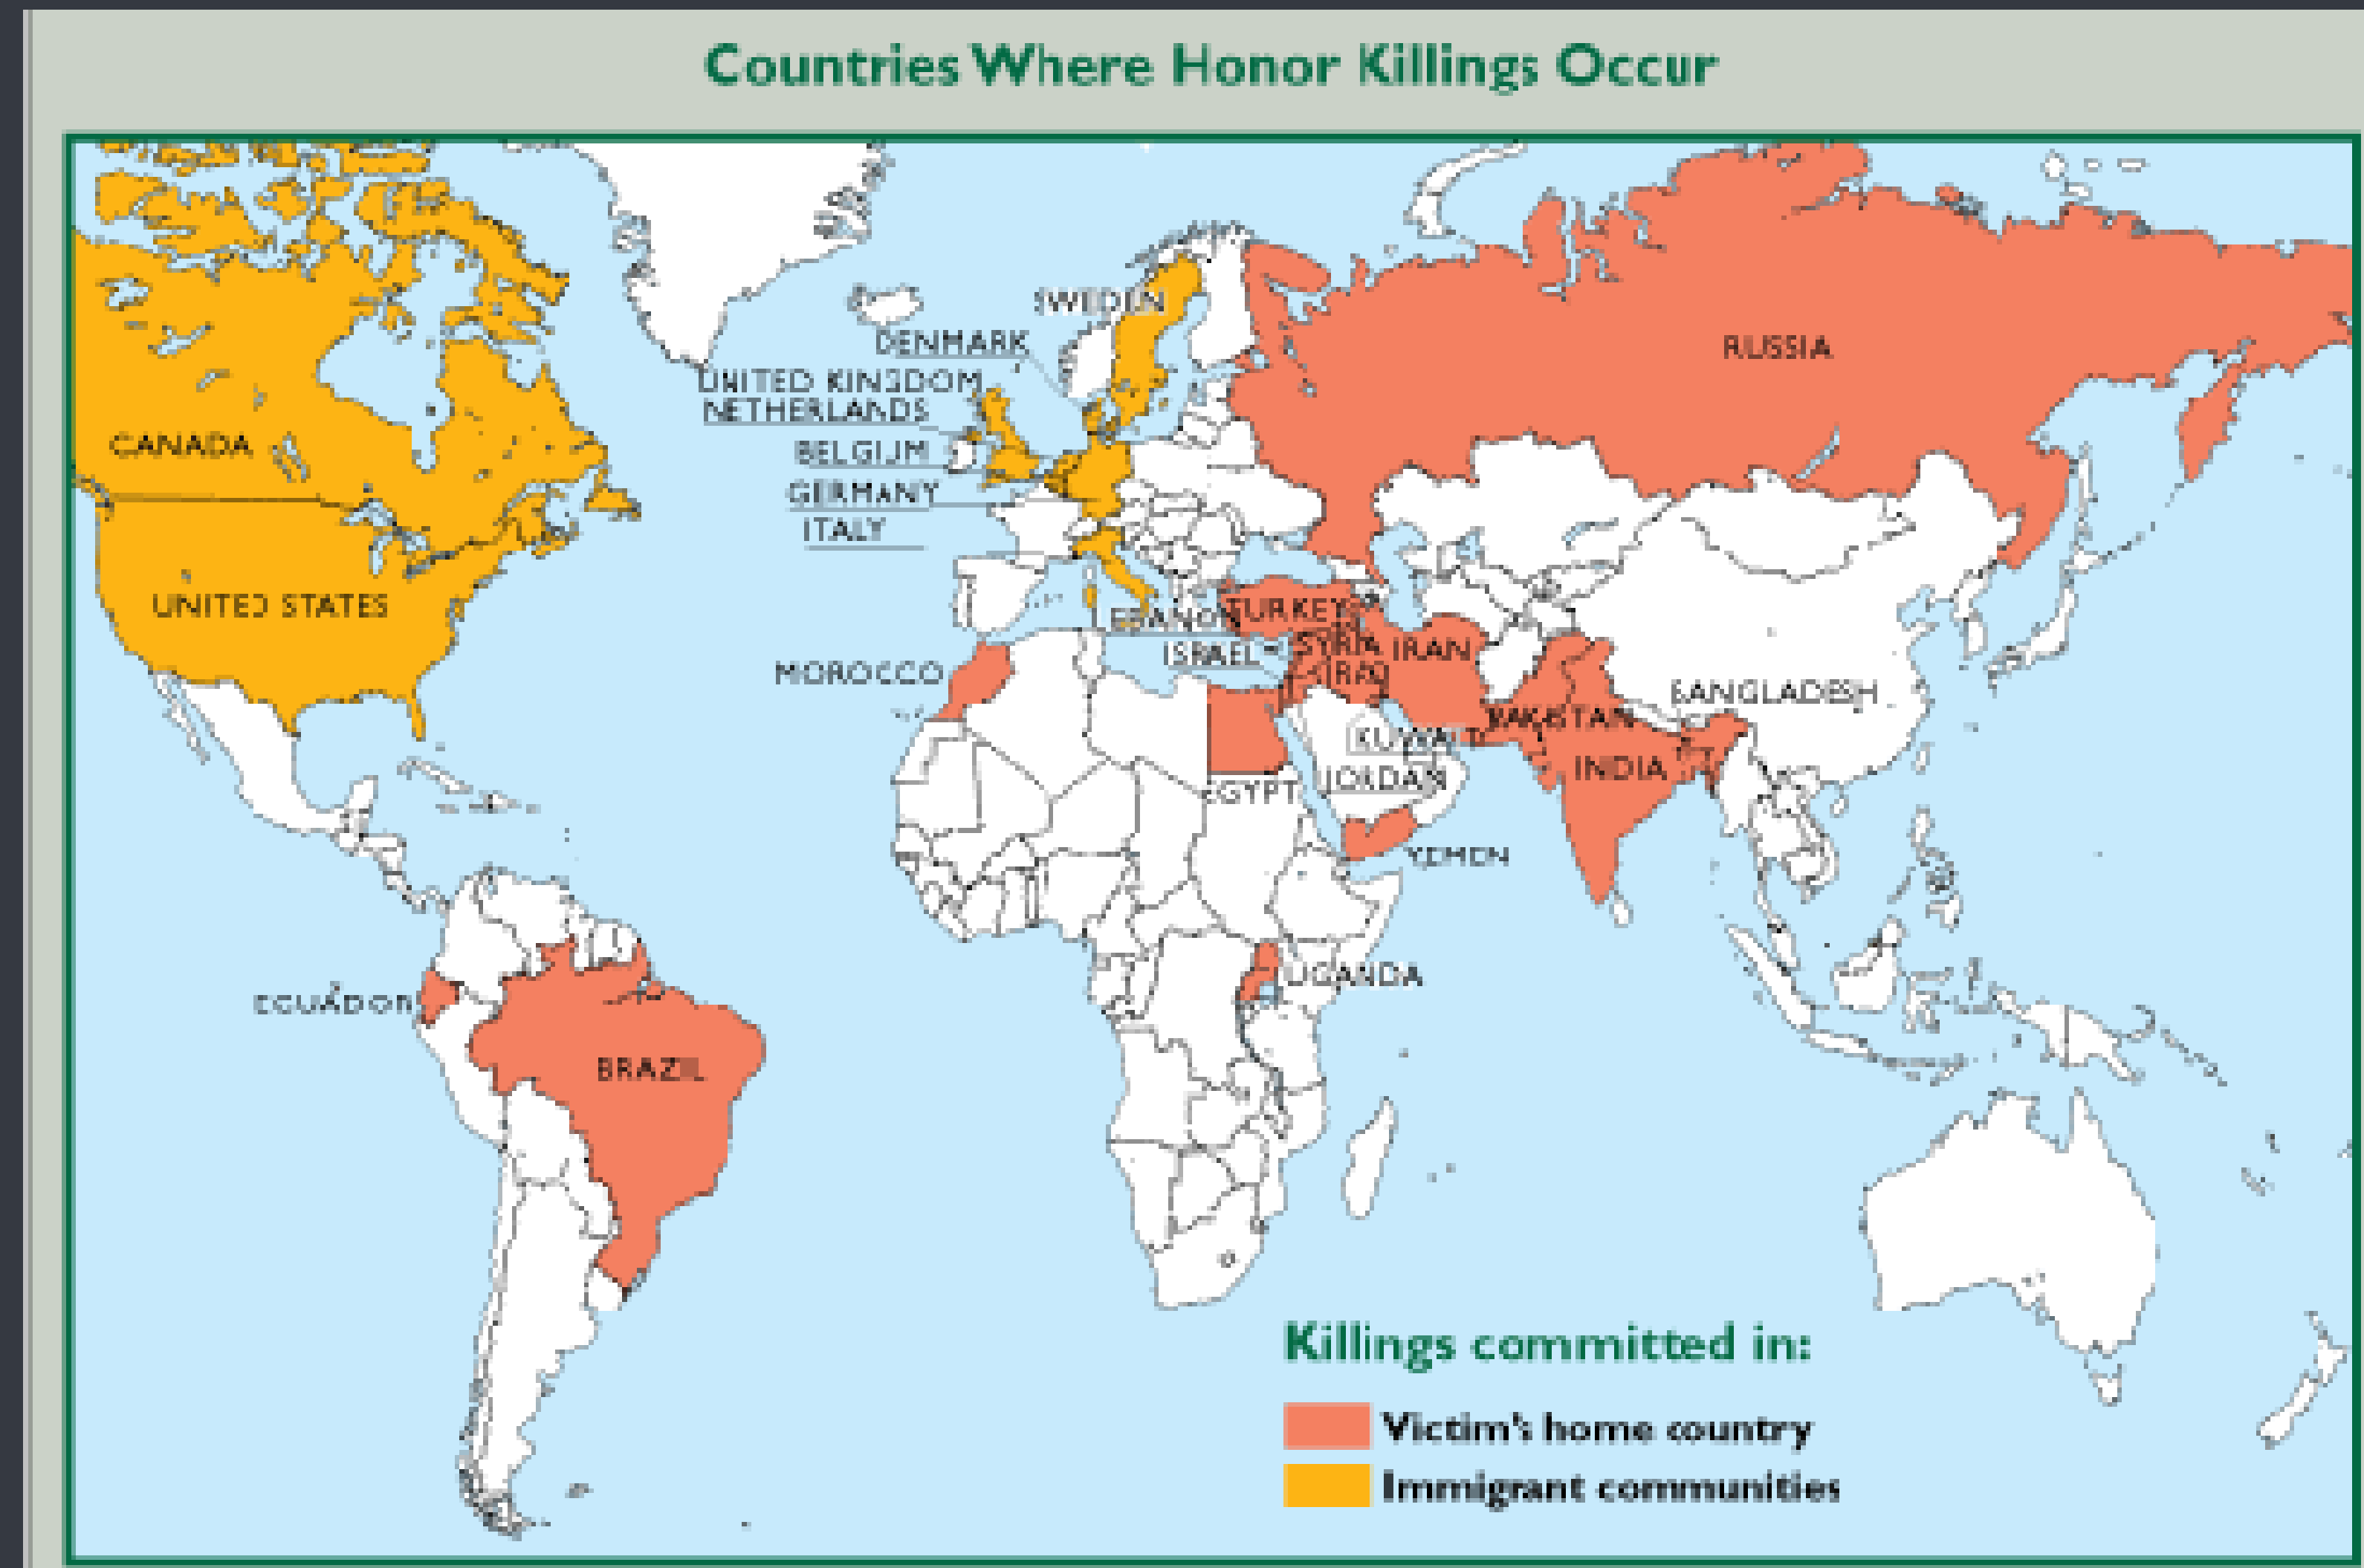 Countries Where Honor Killings Occur
SWEDEN
DENMARK
RUSSIA
UNITED KINGDOM
NETHERLANDS
CANADA
BELGIUM
GERMANY
ITALY
UNITED STATES
LEBANON
TURKEY
ISRAEL
SYRIA
IRAN
MOROCCO
IRAQ
BANGLADESH
PAKISTAN
KUWAIT
INDIA
JORDAN
EGYPT
YEMEN
UGANDA
ECUADOR
BRAZIL
Killings committed in:
Victim's home country
Immigrant communities